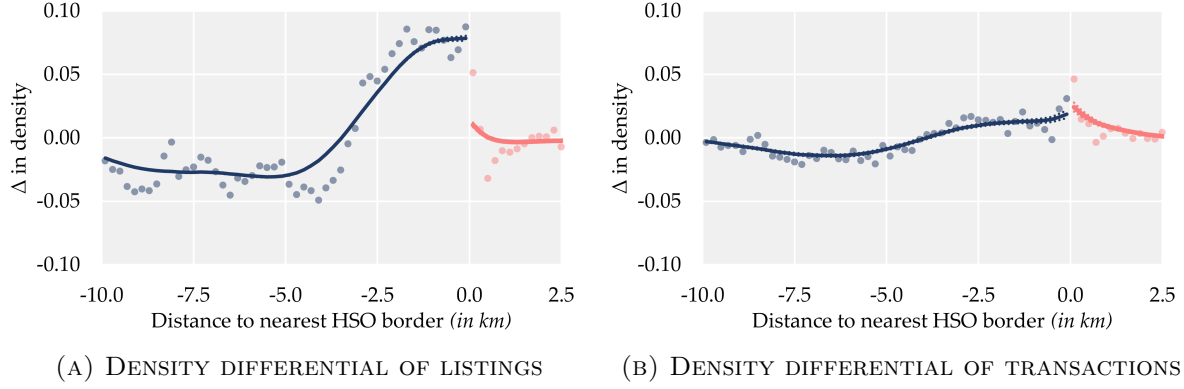 0.10
0.05
0.00
-0.05
-0.10
Δ in density
-10.0 -7.5 -5.0 -2.5 0.0 2.5
Distance to nearest HSO border (in km)
(A) DENSITY DIFFERENTIAL OF LISTINGS
0.10
0.05
0.00
-0.05
-0.10
Δ in density
-10.0 -7.5 -5.0 -2.5 0.0 2.5
Distance to nearest HSO border (in km)
(B) DENSITY DIFFERENTIAL OF TRANSACTIONS